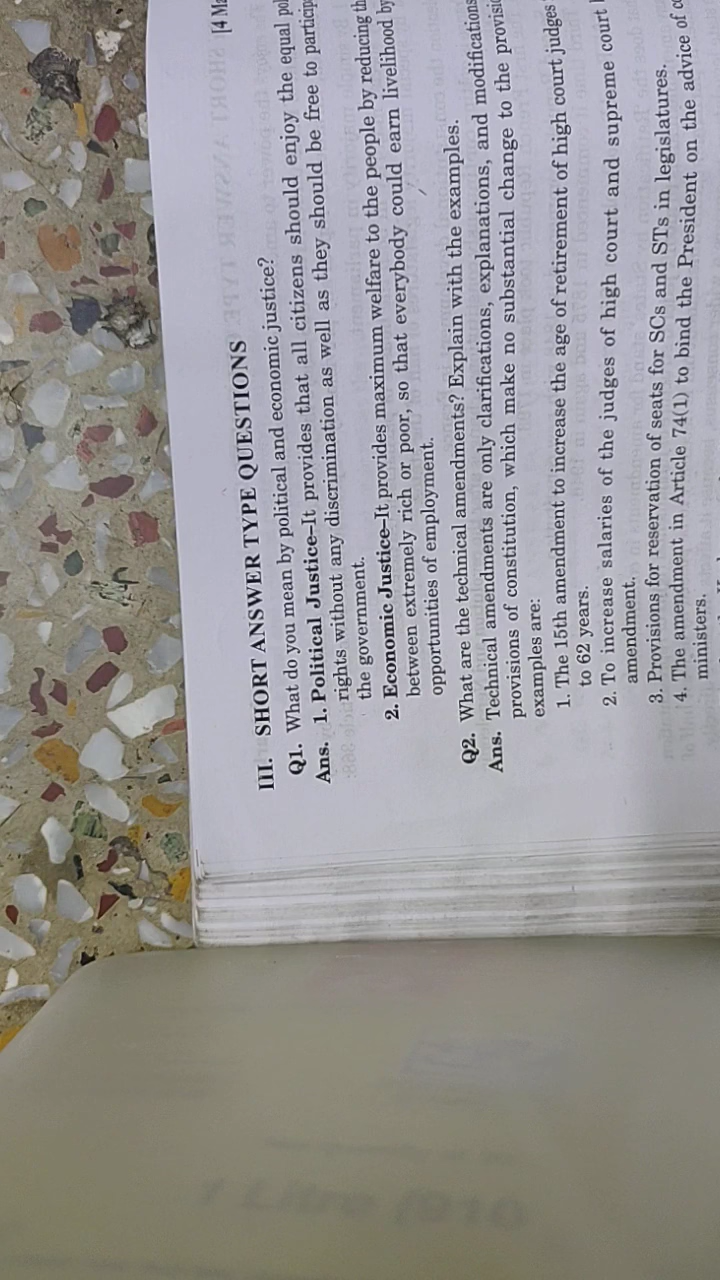 III. SHORT ANSWER TYPE QUESTIONS [4
Q1. What do you mean by political and economic justice?
Ans. 1. Political Justice–It provides that all citizens should enjoy the equal
rights without any discrimination as well as they should be free to
the government.
2. Economic Justice–It provides maximum welfare to the people by reducing
between extremely rich or poor, so that everybody could earn livelihood by
opportunities of employment.
Q2. What are the technical amendments? Explain with the examples.
Ans. Technical amendments are only clarifications, explanations, and modifications
provisions of constitution, which make no substantial change to the
examples are:
1. The 15th amendment to increase the age of retirement of high court judges
to 62 years.
2. To increase salaries of the judges of high court and supreme court
amendment.
3. Provisions for reservation of seats for SCs and STs in legislatures.
4. The amendment in Article 74(1) to bind the President on the advice of
ministers.